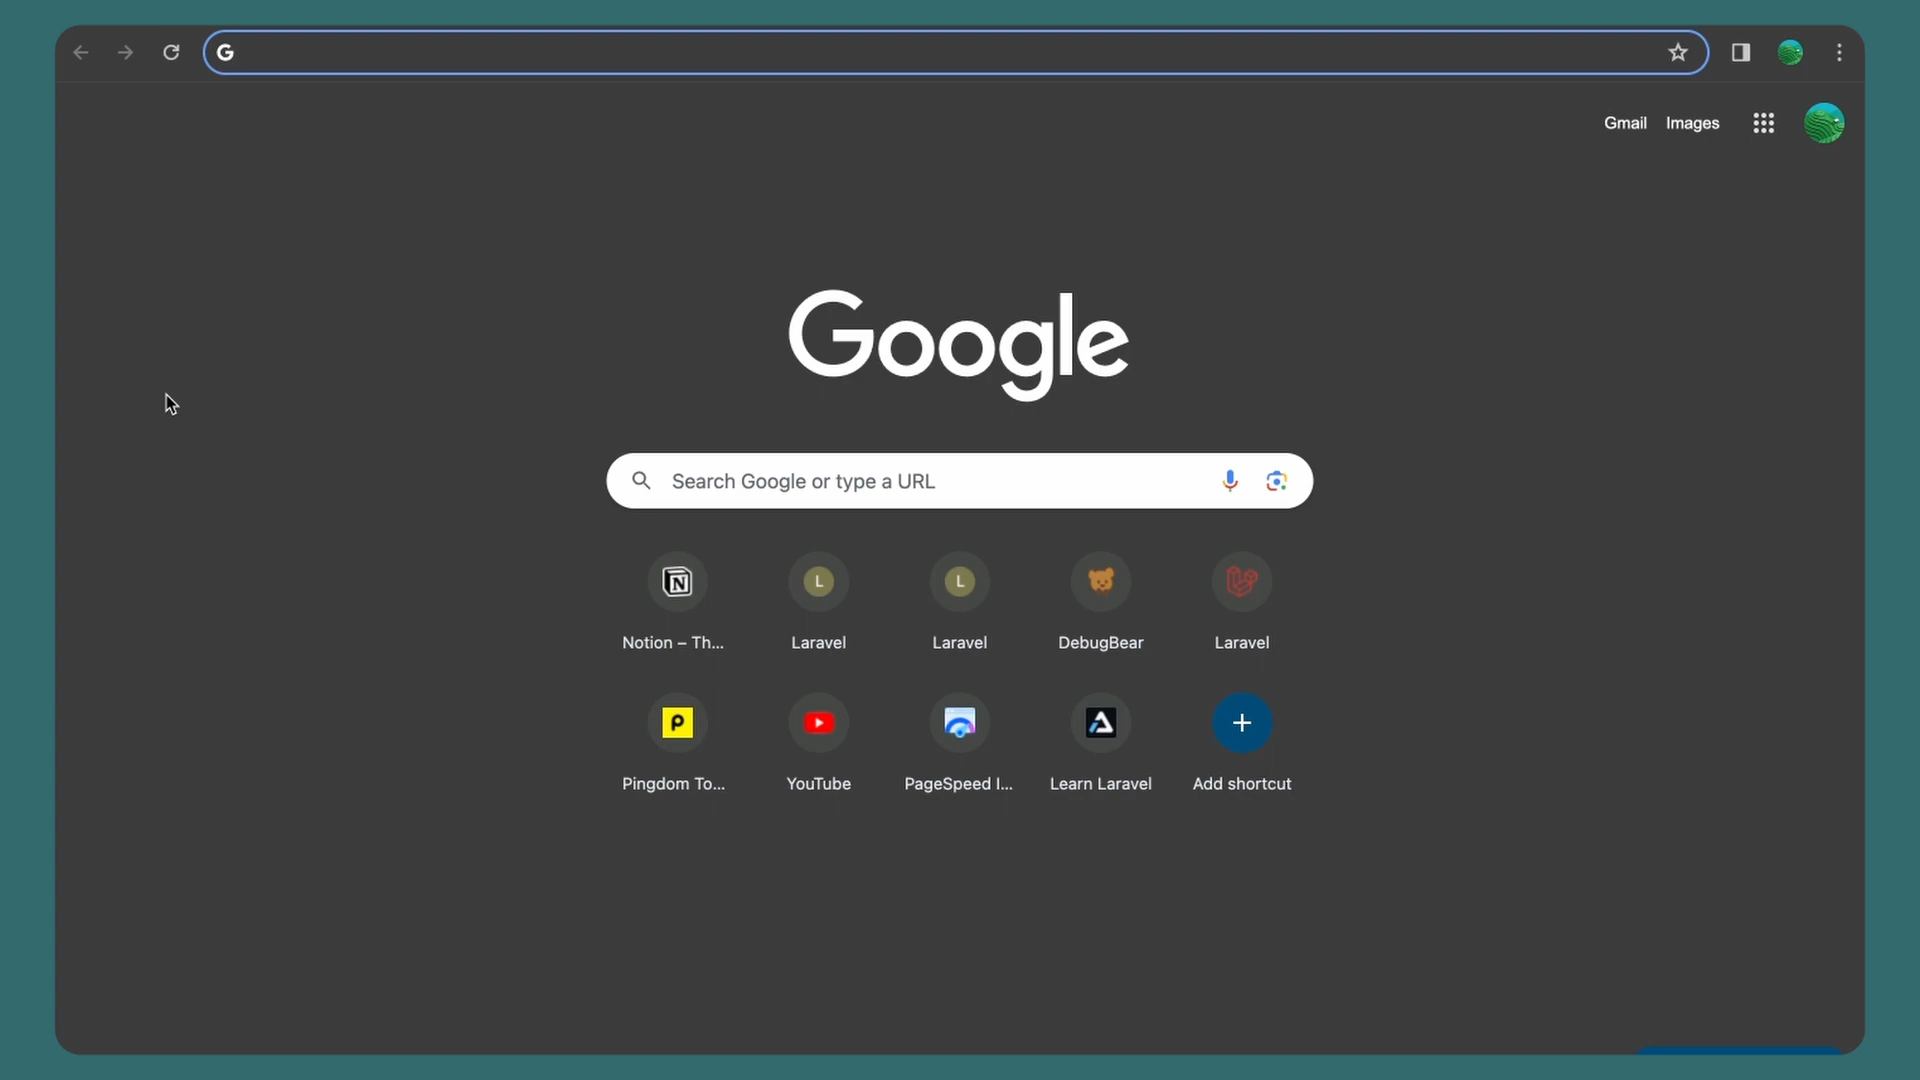 G
Gmail Images
Google
Search Google or type a URL
N L L
Notion – Th... Laravel Laravel DebugBear Laravel
P
Pingdom To... YouTube PageSpeed I... Learn Laravel Add shortcut